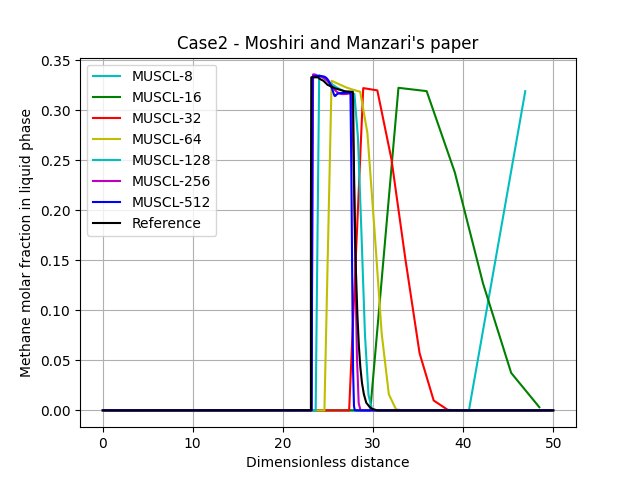 Case2 - Moshiri and Manzari's paper
0.35
0.30
0.25
0.20
0.15
0.10
0.05
0.00
Methane molar fraction in liquid phase
MUSCL-8
MUSCL-16
MUSCL-32
MUSCL-64
MUSCL-128
MUSCL-256
MUSCL-512
Reference
0 10 20 30 40 50
Dimensionless distance